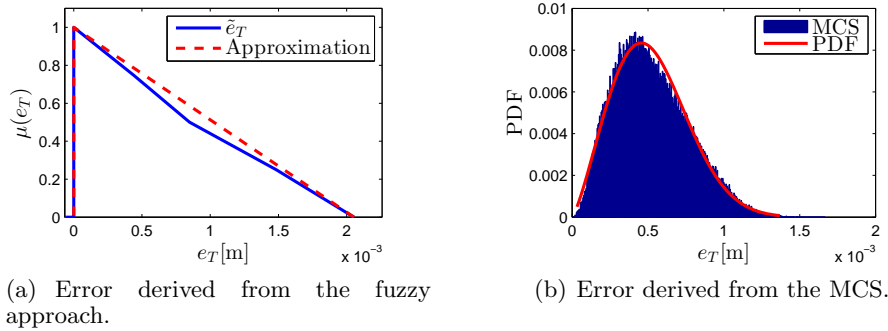 ẽ_T
Approximation
1
0.8
0.6
0.4
0.2
0
μ(e_T)
0
0.5
1
1.5
2
e_T[m]
x 10⁻³
(a) Error derived from the fuzzy
approach.
MCS
PDF
0.01
0.008
0.006
0.004
0.002
0
PDF
0
0.5
1
1.5
2
e_T[m]
x 10⁻³
(b) Error derived from the MCS.